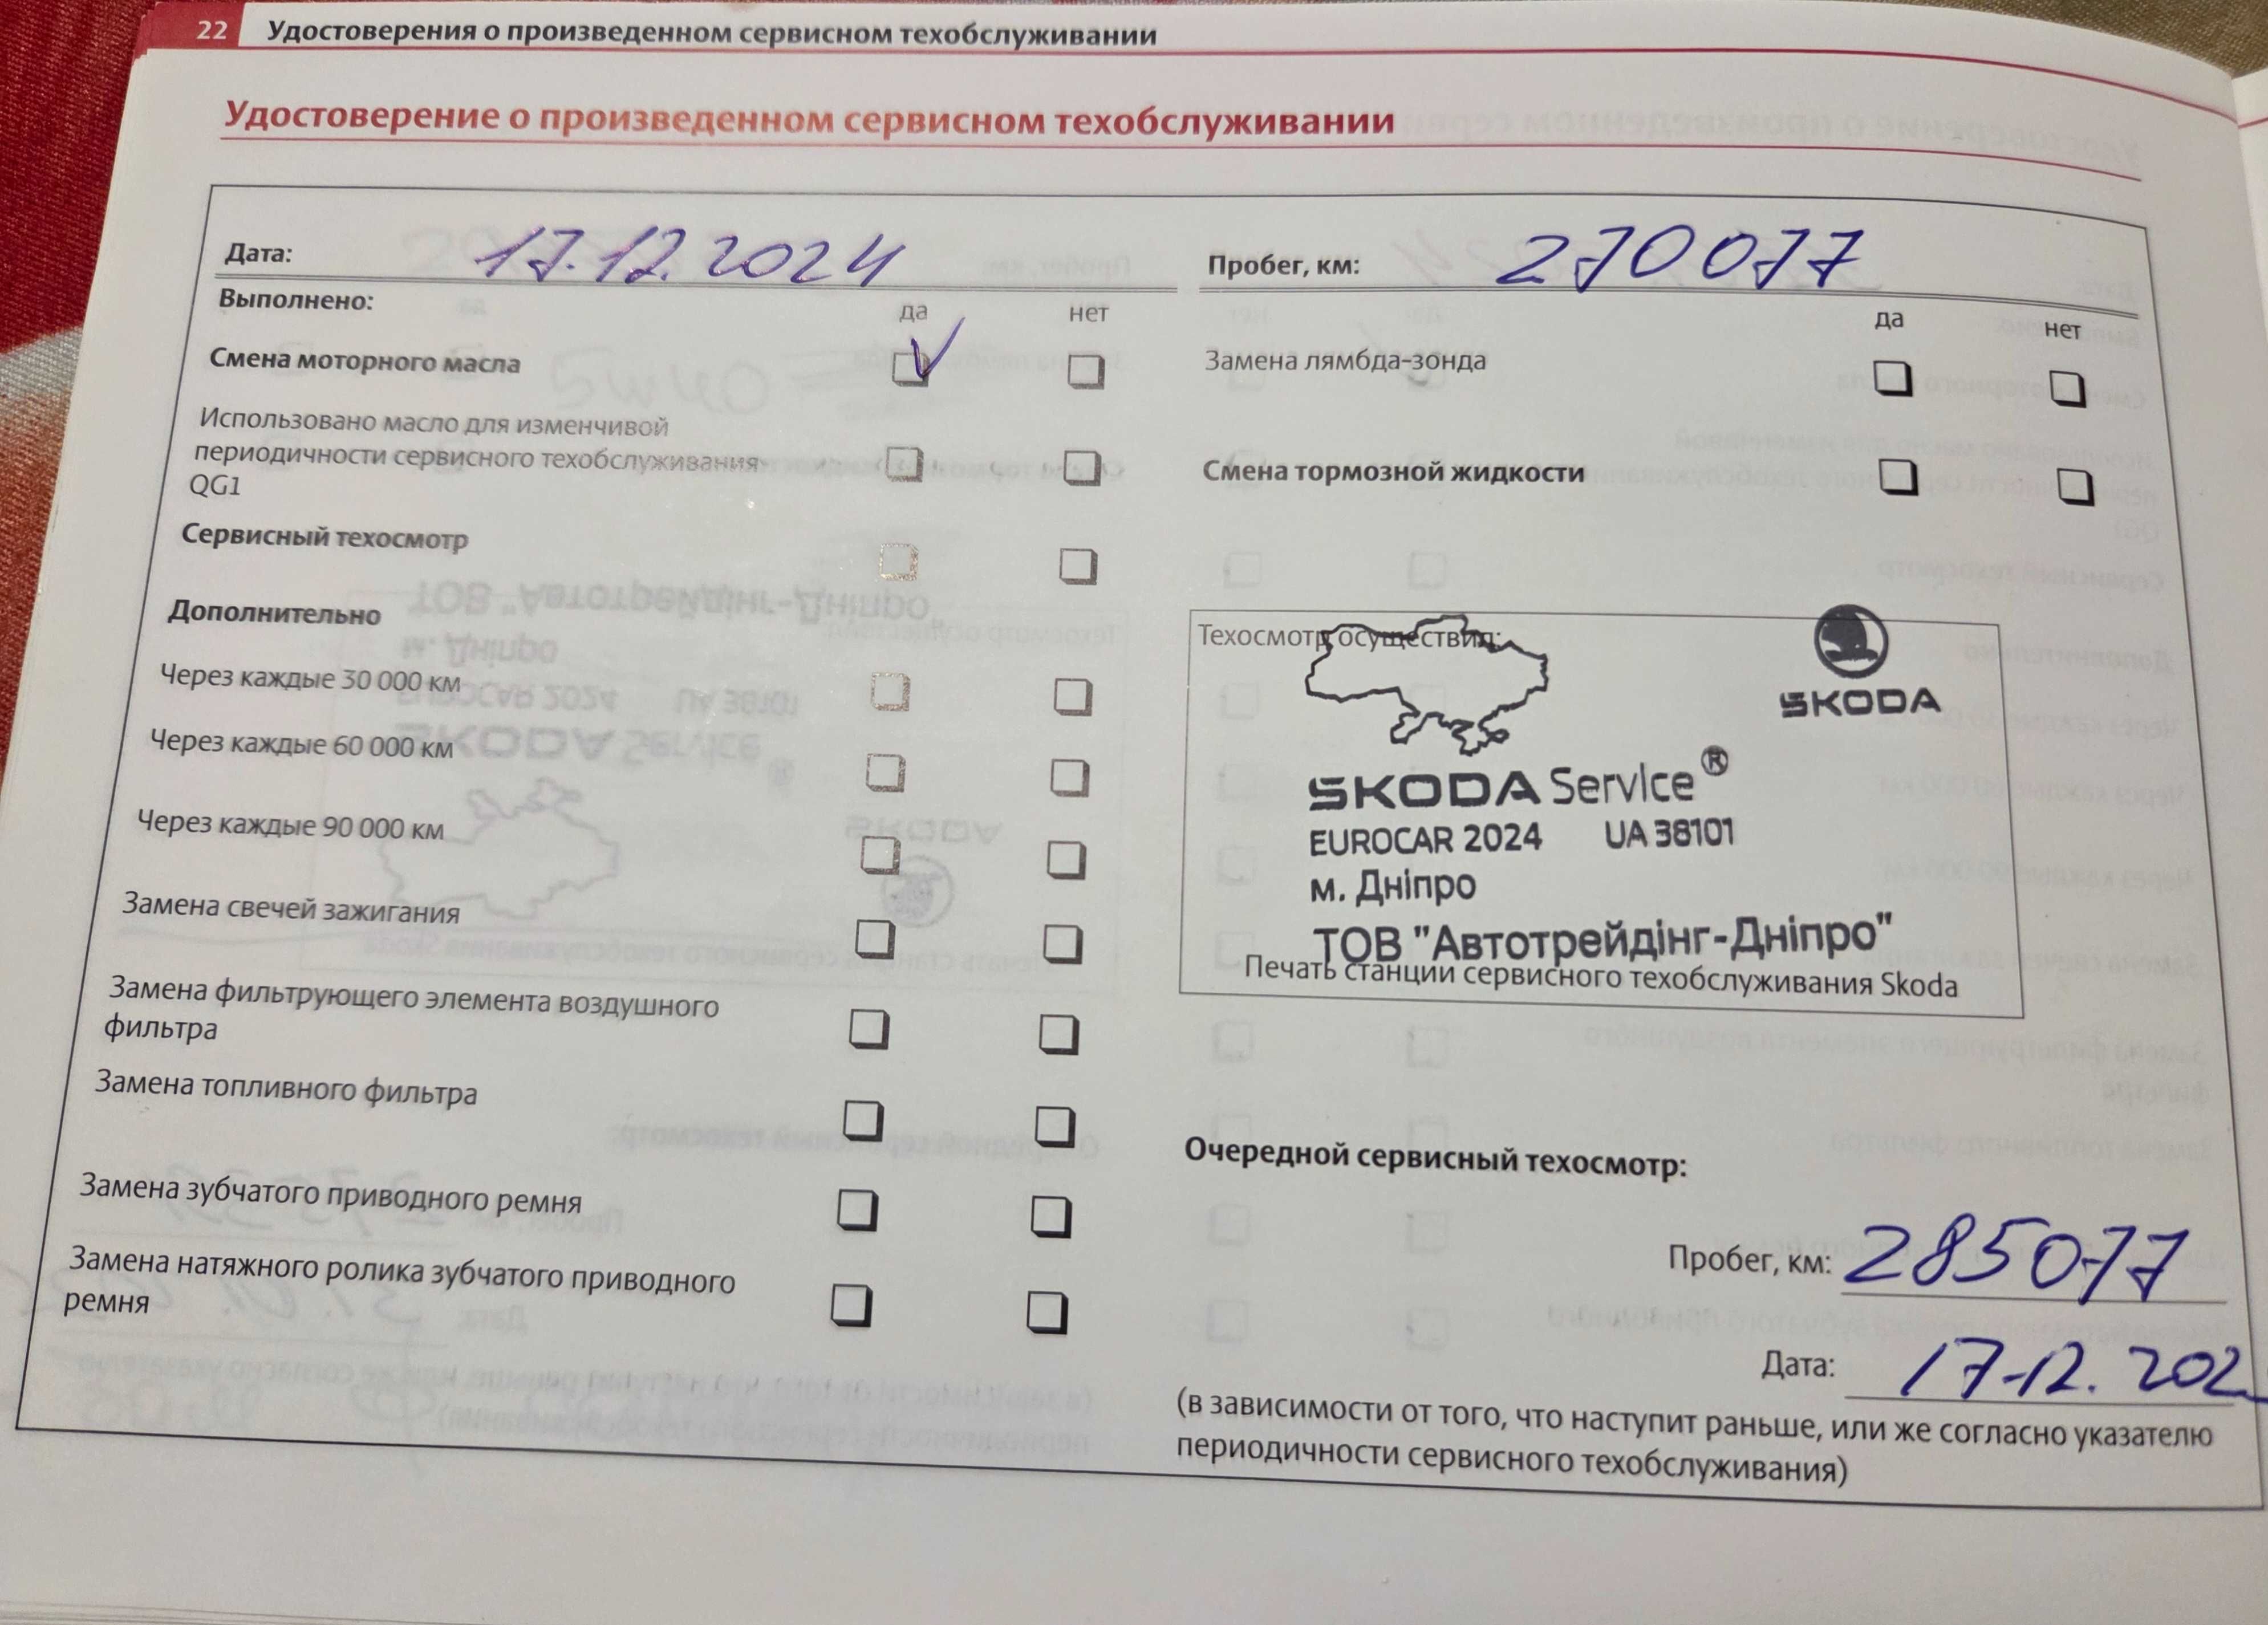 22 Удостоверения о произведенном сервисном техобслуживании
Удостоверение о произведенном сервисном техобслуживании
Дата: 17.12.2024
Выполнено:
да нет
Смена моторного масла
Использовано масло для изменчивой
периодичности сервисного техобслуживания
QG1
Сервисный техосмотр
Дополнительно
Через каждые 30 000 км
Через каждые 60 000 км
Через каждые 90 000 км
Замена свечей зажигания
Замена фильтрующего элемента воздушного
фильтра
Замена топливного фильтра
Замена зубчатого приводного ремня
Замена натяжного ролика зубчатого приводного
ремня
Пробег, км: 270077
да нет
Замена лямбда-зонда
Смена тормозной жидкости
Техосмотр осуществил:
SKODA
SKODA Service ®
EUROCAR 2024 UA 38101
м. Дніпро
ТОВ "Автотрейдінг-Дніпро"
Печать станции сервисного техобслуживания Skoda
Очередной сервисный техосмотр:
Пробег, км: 285077
Дата: 17-12.
(в зависимости от того, что наступит раньше, или же согласно указателю
периодичности сервисного техобслуживания)